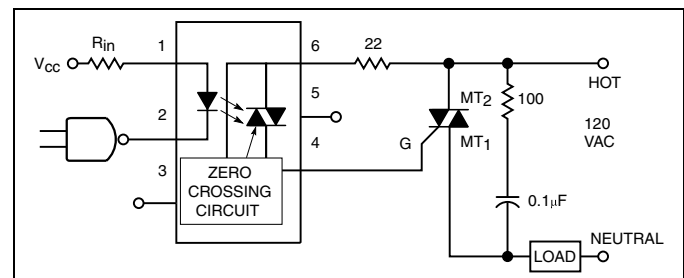 Vcc
Rin
1
2
3
6
5
4
ZERO
CROSSING
CIRCUIT
22
G
MT2
MT1
100
0.1μF
HOT
120
VAC
NEUTRAL
LOAD